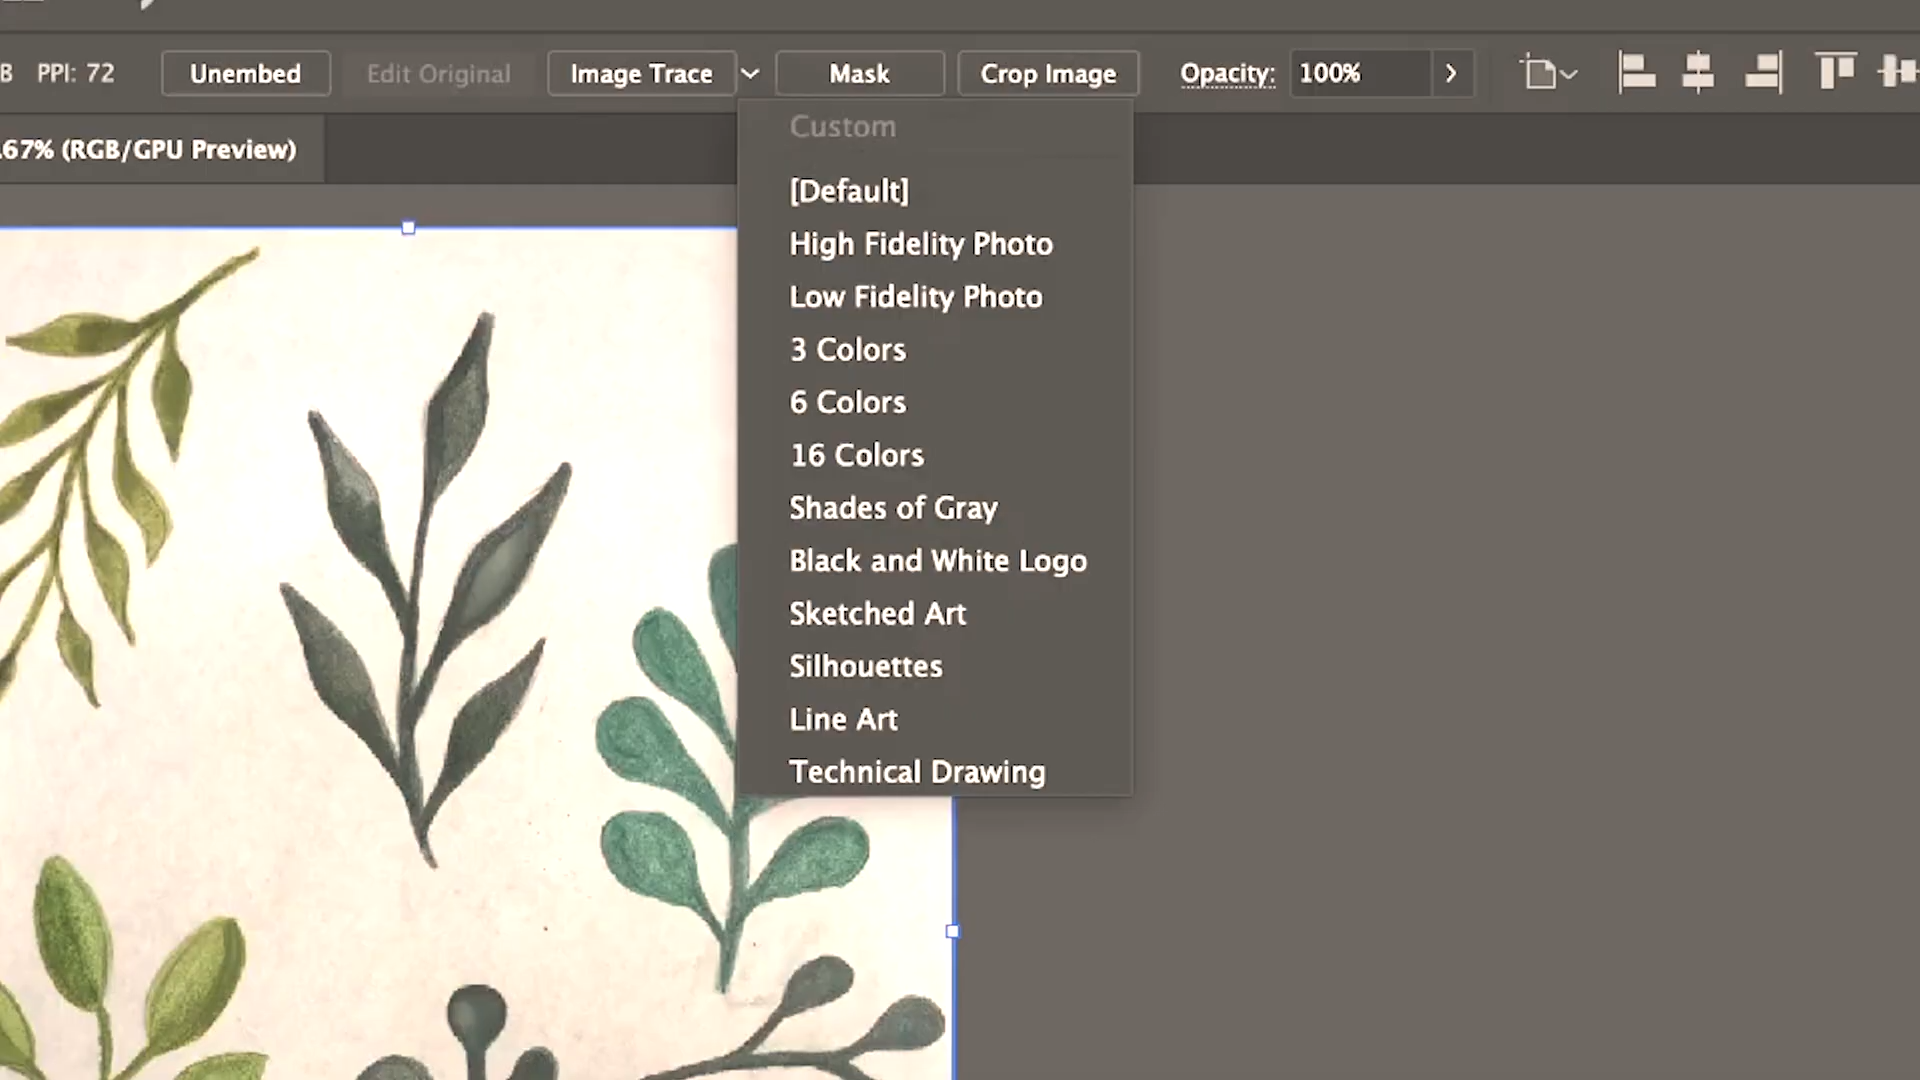 B PPI: 72 Unembed Edit Original Image Trace Mask Crop Image Opacity: 100%
.67% (RGB/GPU Preview)
Custom
[Default]
High Fidelity Photo
Low Fidelity Photo
3 Colors
6 Colors
16 Colors
Shades of Gray
Black and White Logo
Sketched Art
Silhouettes
Line Art
Technical Drawing